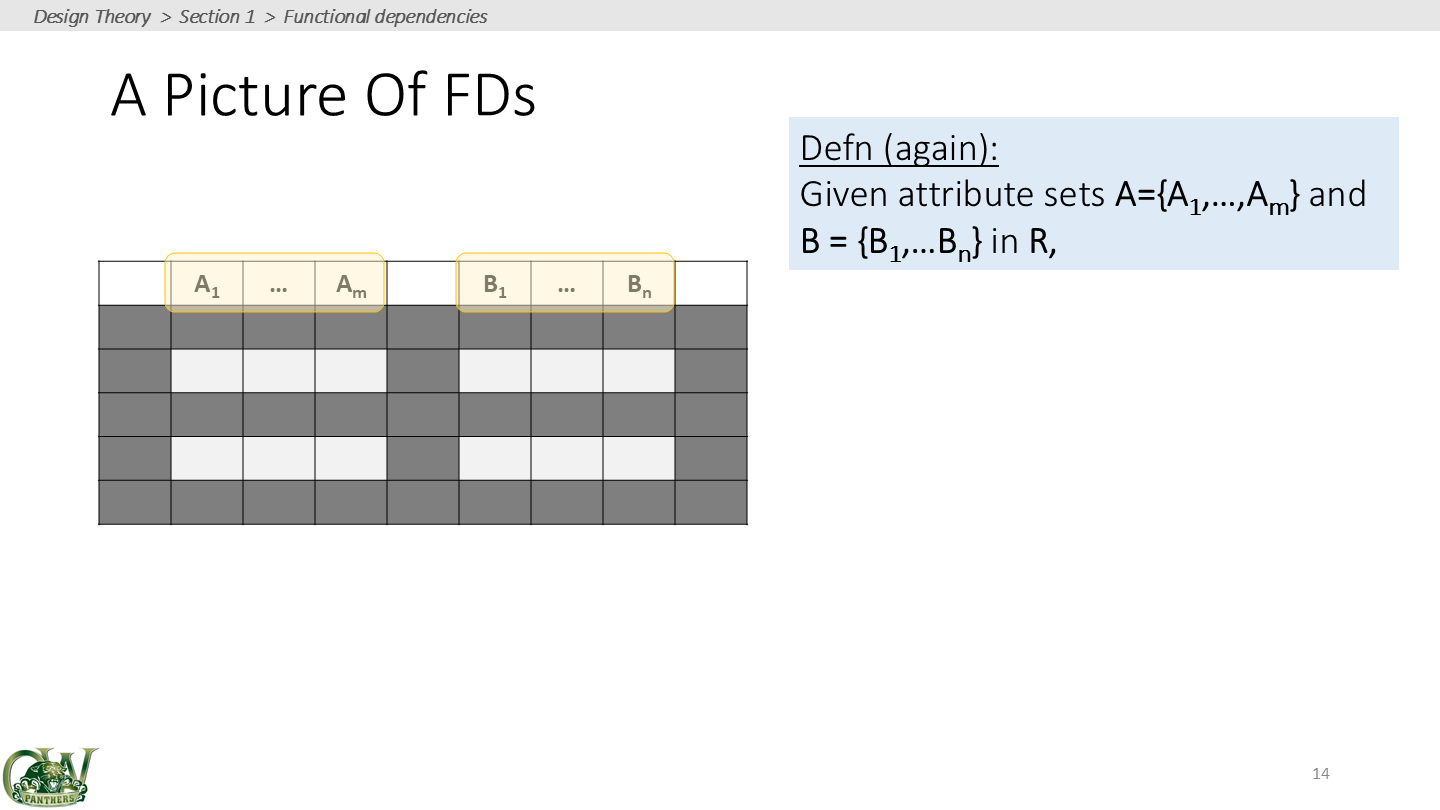 Design Theory > Section 1 > Functional dependencies
A Picture Of FDs
Defn (again):
Given attribute sets A={A1,…,Am} and
B = {B1,…Bn} in R,
A1 … Am B1 … Bn
CW
PANTHERS
14